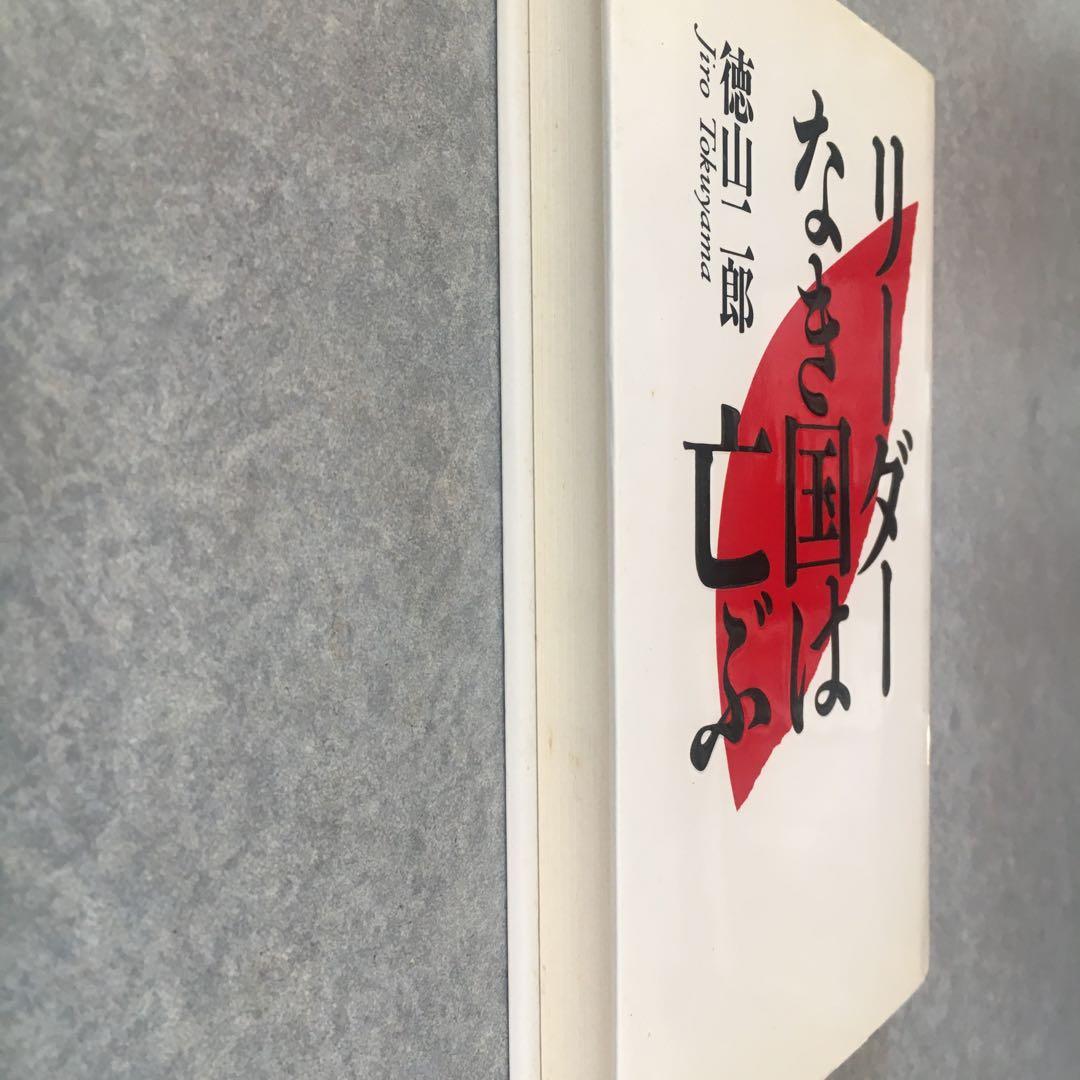 リーダー
なき国は
亡ぶ
徳山二郎
Jiro Tokuyama